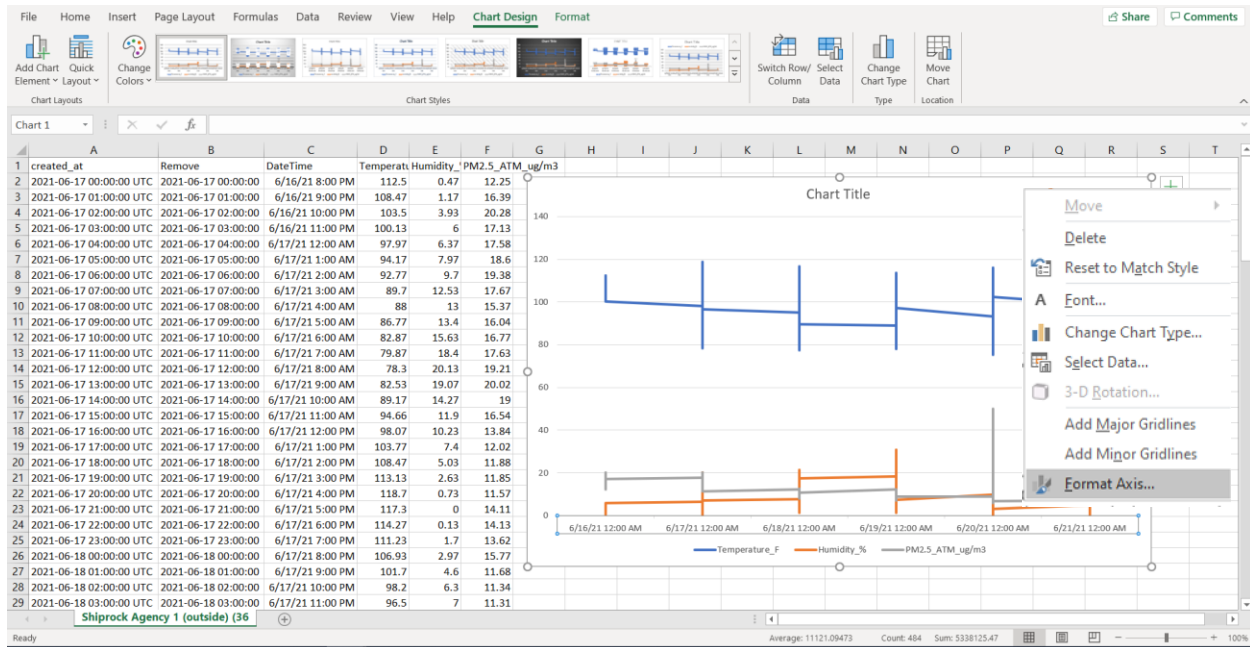 File Home Insert Page Layout Formulas Data Review View Help Chart Design Format Share Comments
Add Chart Element Quick Layout Change Colors Switch Row/ Column Select Data Change Chart Type Move Chart
Chart Layouts Chart Styles Data Type Location
Chart 1 fx
A B C D E F G H I J K L M N O P Q R S T
1 created_at Remove DateTime Temperatu Humidity_ PM2.5_ATM_ug/m3
2 2021-06-17 00:00:00 UTC 2021-06-17 00:00:00 6/16/21 8:00 PM 112.5 0.47 12.25
3 2021-06-17 01:00:00 UTC 2021-06-17 01:00:00 6/16/21 9:00 PM 108.47 1.17 16.39
4 2021-06-17 02:00:00 UTC 2021-06-17 02:00:00 6/16/21 10:00 PM 103.5 3.93 20.28
5 2021-06-17 03:00:00 UTC 2021-06-17 03:00:00 6/16/21 11:00 PM 100.13 6 17.13
6 2021-06-17 04:00:00 UTC 2021-06-17 04:00:00 6/17/21 12:00 AM 97.97 6.37 17.58
7 2021-06-17 05:00:00 UTC 2021-06-17 05:00:00 6/17/21 1:00 AM 94.17 7.97 18.6
8 2021-06-17 06:00:00 UTC 2021-06-17 06:00:00 6/17/21 2:00 AM 92.77 9.7 19.38
9 2021-06-17 07:00:00 UTC 2021-06-17 07:00:00 6/17/21 3:00 AM 89.7 12.53 17.67
10 2021-06-17 08:00:00 UTC 2021-06-17 08:00:00 6/17/21 4:00 AM 88 13 15.37
11 2021-06-17 09:00:00 UTC 2021-06-17 09:00:00 6/17/21 5:00 AM 86.77 13.4 16.04
12 2021-06-17 10:00:00 UTC 2021-06-17 10:00:00 6/17/21 6:00 AM 82.87 15.63 16.77
13 2021-06-17 11:00:00 UTC 2021-06-17 11:00:00 6/17/21 7:00 AM 79.87 18.4 17.63
14 2021-06-17 12:00:00 UTC 2021-06-17 12:00:00 6/17/21 8:00 AM 78.3 20.13 19.21
15 2021-06-17 13:00:00 UTC 2021-06-17 13:00:00 6/17/21 9:00 AM 82.53 19.07 20.02
16 2021-06-17 14:00:00 UTC 2021-06-17 14:00:00 6/17/21 10:00 AM 89.17 14.27 19
17 2021-06-17 15:00:00 UTC 2021-06-17 15:00:00 6/17/21 11:00 AM 94.66 11.9 16.54
18 2021-06-17 16:00:00 UTC 2021-06-17 16:00:00 6/17/21 12:00 PM 98.07 10.23 13.84
19 2021-06-17 17:00:00 UTC 2021-06-17 17:00:00 6/17/21 1:00 PM 103.77 7.4 12.02
20 2021-06-17 18:00:00 UTC 2021-06-17 18:00:00 6/17/21 2:00 PM 108.47 5.03 11.88
21 2021-06-17 19:00:00 UTC 2021-06-17 19:00:00 6/17/21 3:00 PM 113.13 2.63 11.85
22 2021-06-17 20:00:00 UTC 2021-06-17 20:00:00 6/17/21 4:00 PM 118.7 0.73 11.57
23 2021-06-17 21:00:00 UTC 2021-06-17 21:00:00 6/17/21 5:00 PM 117.3 0 14.11
24 2021-06-17 22:00:00 UTC 2021-06-17 22:00:00 6/17/21 6:00 PM 114.27 0.13 14.13
25 2021-06-17 23:00:00 UTC 2021-06-17 23:00:00 6/17/21 7:00 PM 111.23 1.7 13.62
26 2021-06-18 00:00:00 UTC 2021-06-18 00:00:00 6/17/21 8:00 PM 106.93 2.97 15.77
27 2021-06-18 01:00:00 UTC 2021-06-18 01:00:00 6/17/21 9:00 PM 101.7 4.6 11.68
28 2021-06-18 02:00:00 UTC 2021-06-18 02:00:00 6/17/21 10:00 PM 98.2 6.3 11.34
29 2021-06-18 03:00:00 UTC 2021-06-18 03:00:00 6/17/21 11:00 PM 96.5 7 11.31
Chart Title
140
120
100
80
60
40
20
0
6/16/21 12:00 AM 6/17/21 12:00 AM 6/18/21 12:00 AM 6/19/21 12:00 AM 6/20/21 12:00 AM 6/21/21 12:00 AM
Temperature_F Humidity_% PM2.5_ATM_ug/m3
Move
Delete
Reset to Match Style
A Font...
Change Chart Type...
Select Data...
3-D Rotation...
Add Major Gridlines
Add Minor Gridlines
Format Axis...
Shiprock Agency 1 (outside) (36
Ready Average: 11121.09473 Count: 484 Sum: 5338125.47 100%